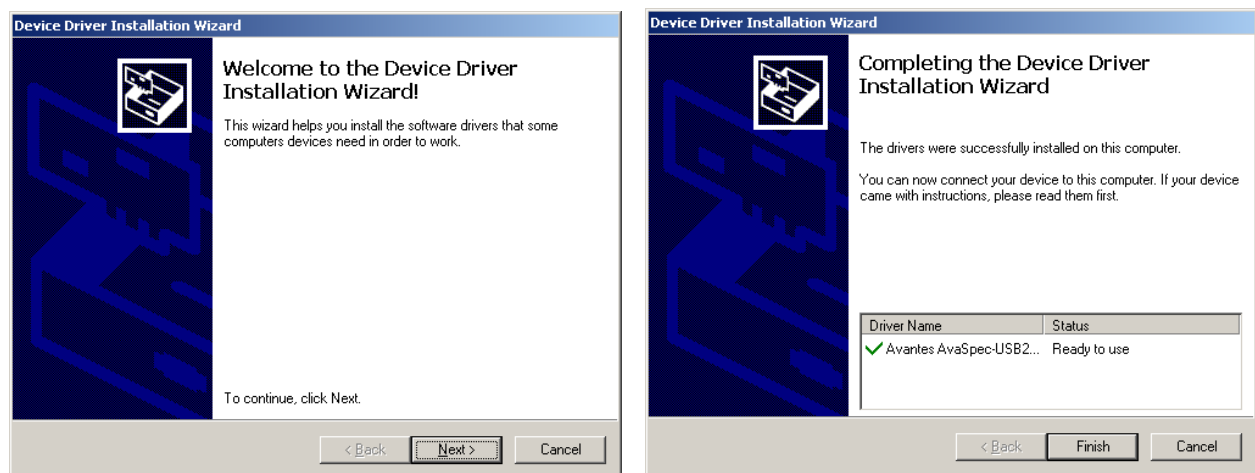 Device Driver Installation Wizard
Welcome to the Device Driver
Installation Wizard!
This wizard helps you install the software drivers that some
computers devices need in order to work.
To continue, click Next.
< Back
Next >
Cancel
Device Driver Installation Wizard
Completing the Device Driver
Installation Wizard
The drivers were successfully installed on this computer.
You can now connect your device to this computer. If your device
came with instructions, please read them first.
Driver Name Status
Avantes AvaSpec-USB2... Ready to use
< Back
Finish
Cancel